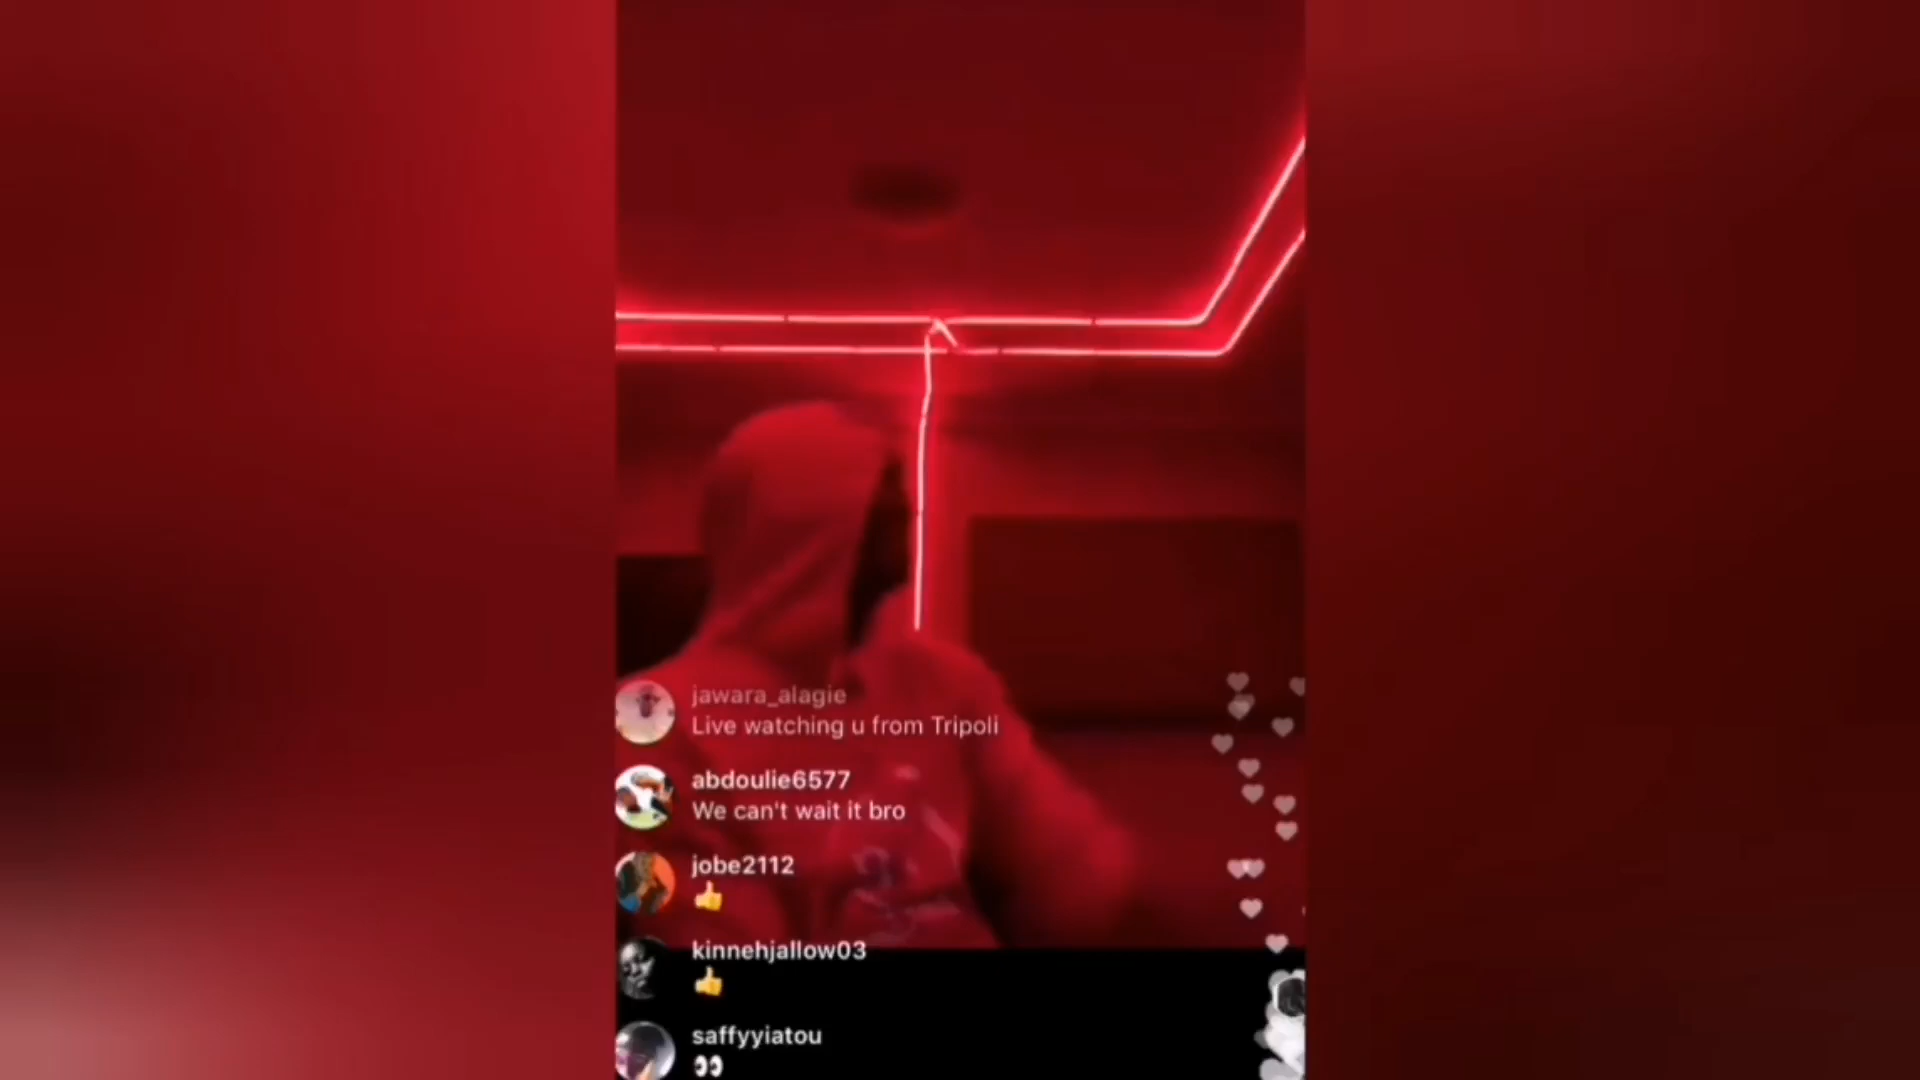 jawara_alagie
Live watching u from Tripoli
abdoulie6577
We can't wait it bro
jobe2112
👍
kinnehjallow03
👍
saffyyiatou
👀